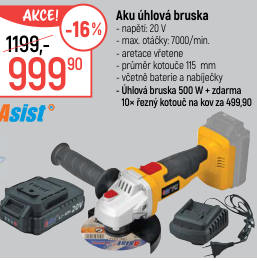 AKCE!
-16%
1199,-
999 90
Asist®
Aku úhlová bruska
- napětí: 20 V
- max. otáčky: 7000/min.
- aretace vřetene
- průměr kotouče 115 mm
- včetně baterie a nabíječky
- Úhlová bruska 500 W + zdarma
10× řezný kotouč na kov za 499,90
20V